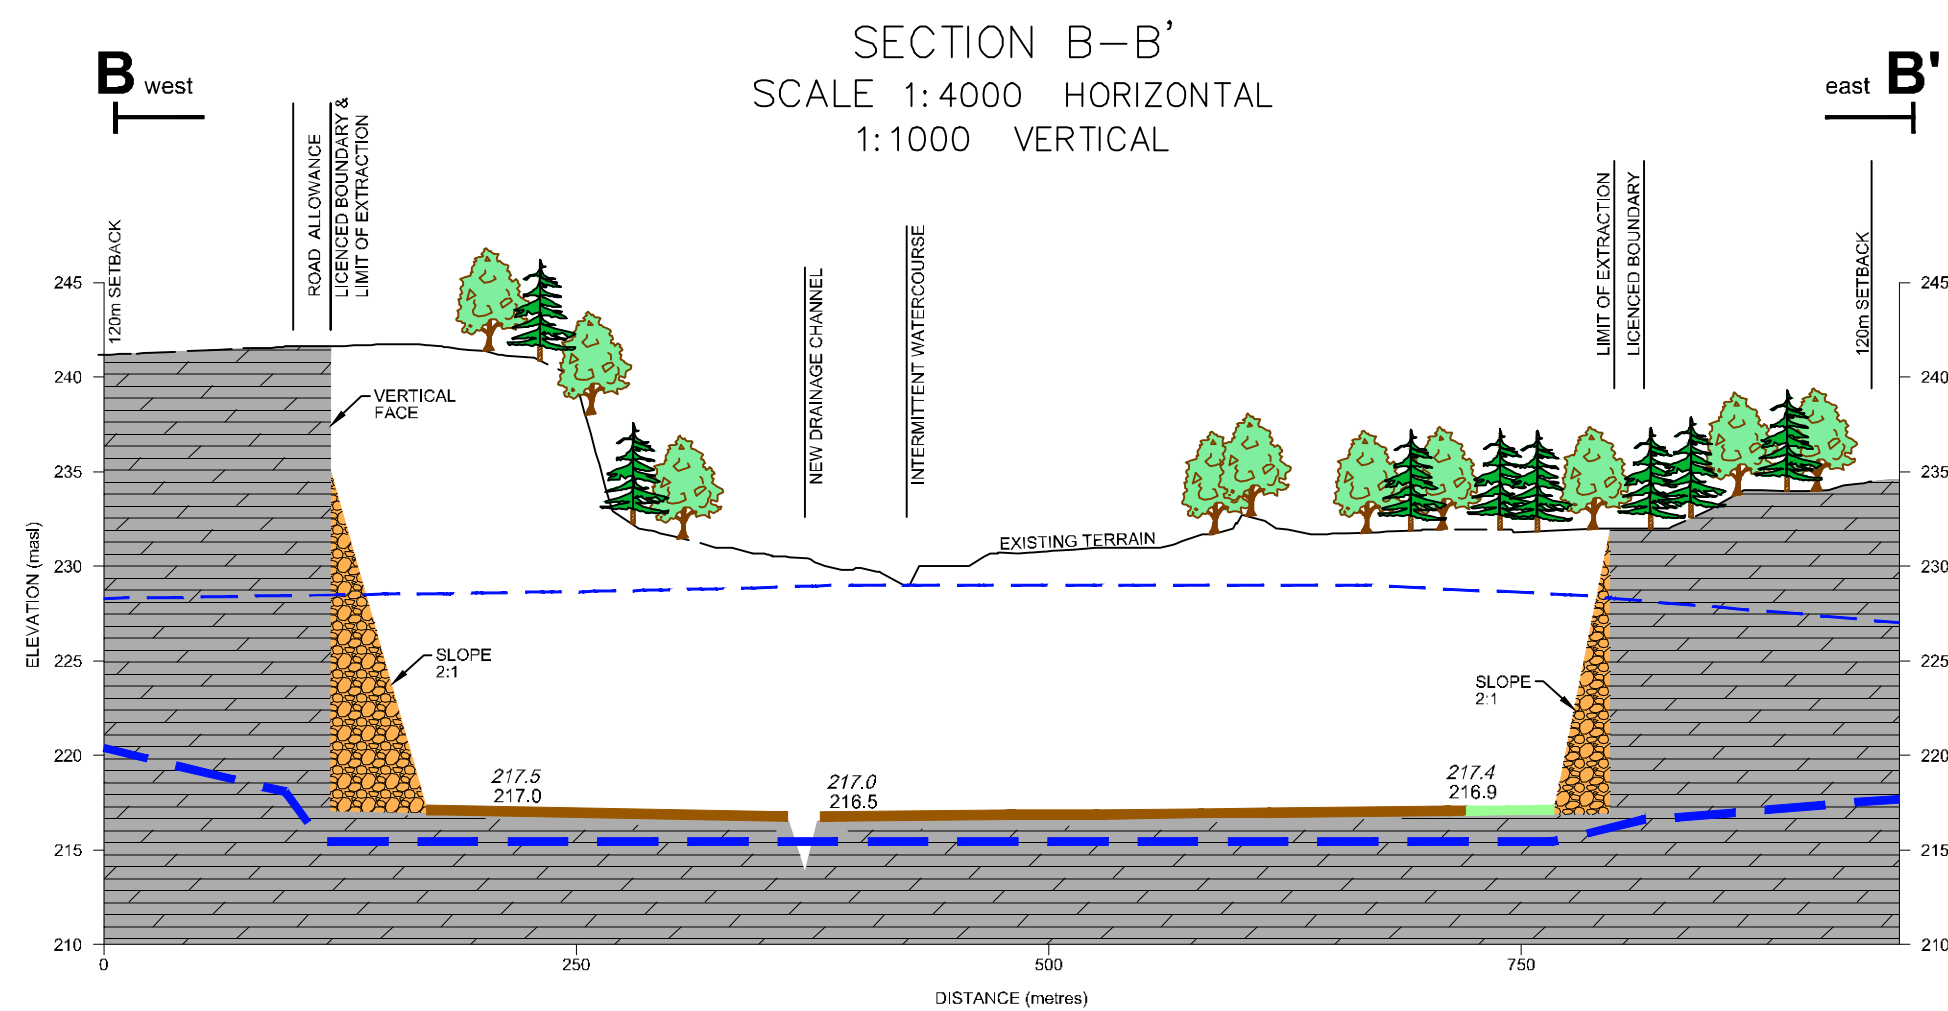 SECTION B-B'
SCALE 1:4000 HORIZONTAL
1:1000 VERTICAL
B west
east B'
120m SETBACK
ROAD ALLOWANCE
LICENCED BOUNDARY &
LIMIT OF EXTRACTION
NEW DRAINAGE CHANNEL
INTERMITTENT WATERCOURSE
LIMIT OF EXTRACTION
LICENCED BOUNDARY
120m SETBACK
VERTICAL
FACE
EXISTING TERRAIN
SLOPE
2:1
SLOPE
2:1
217.5
217.0
217.0
216.5
217.4
216.9
ELEVATION (masl)
245
240
235
230
225
220
215
210
245
240
235
230
225
220
215
210
0
250
500
750
DISTANCE (metres)